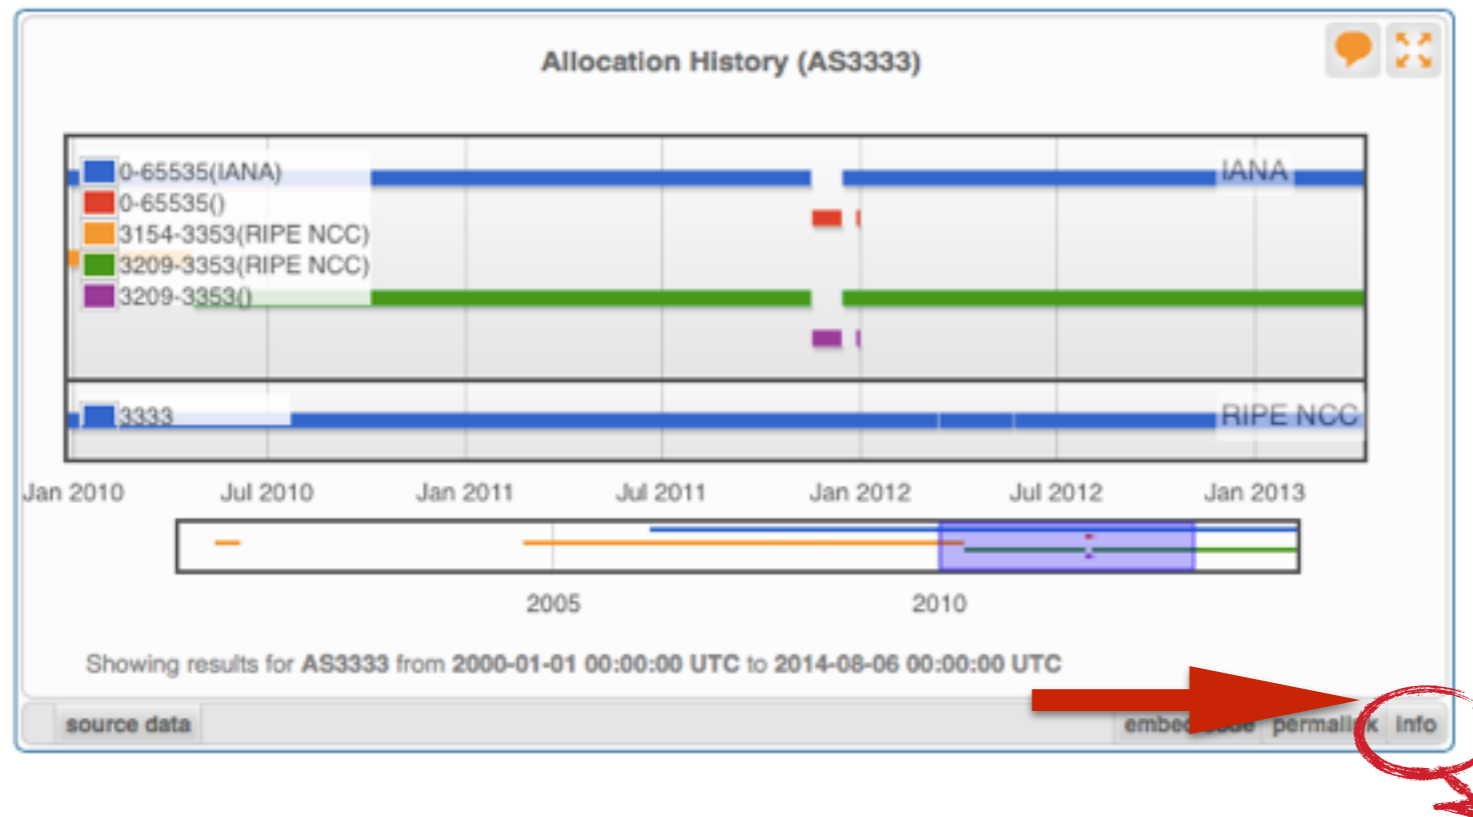 Allocation History (AS3333)
0-65535(IANA)
IANA
0-65535()
3154-3353(RIPE NCC)
3209-3353(RIPE NCC)
3209-3353()
3333
RIPE NCC
Jan 2010 Jul 2010 Jan 2011 Jul 2011 Jan 2012 Jul 2012 Jan 2013
2005 2010
Showing results for AS3333 from 2000-01-01 00:00:00 UTC to 2014-08-06 00:00:00 UTC
source data embed code permalink info